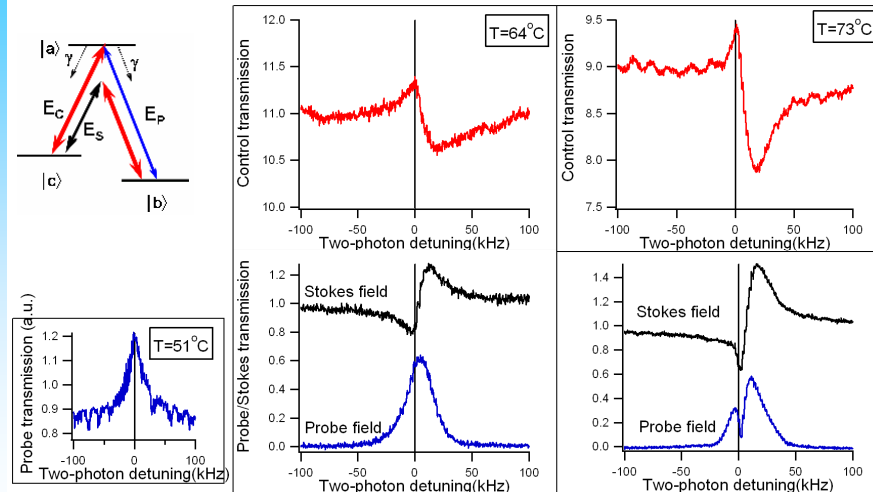 |a⟩
γ
γ
E_C
E_S
E_P
|c⟩
|b⟩
T=64°C
12.0
11.5
11.0
10.5
10.0
Control transmission
-100
-50
0
50
100
Two-photon detuning(kHz)
T=73°C
9.5
9.0
8.5
8.0
7.5
Control transmission
-100
-50
0
50
100
Two-photon detuning(kHz)
T=51°C
1.2
1.1
1.0
0.9
0.8
Probe transmission (a.u.)
-100
0
100
Two-photon detuning(kHz)
1.2
1.0
0.8
0.6
0.4
0.2
0.0
Probe/Stokes transmission
Stokes field
Probe field
-100
-50
0
50
100
Two-photon detuning(kHz)
1.4
1.2
1.0
0.8
0.6
0.4
0.2
0.0
Stokes field
Probe field
-100
-50
0
50
100
Two-photon detuning(kHz)